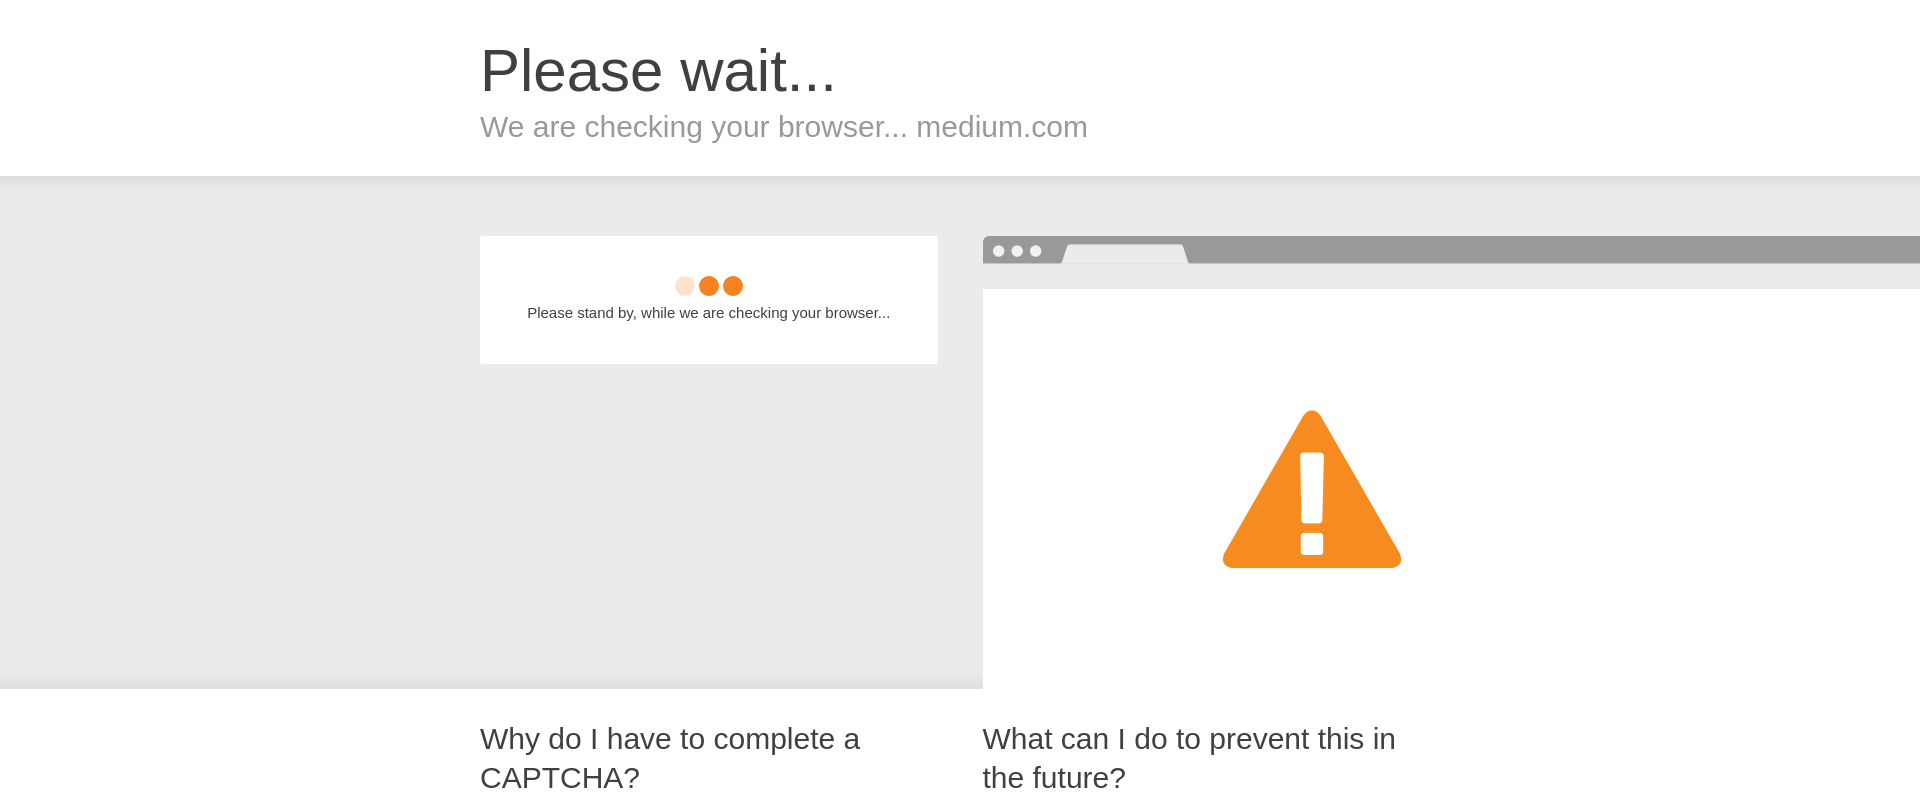 Please wait...
We are checking your browser... medium.com
Please stand by, while we are checking your browser...
Why do I have to complete a
CAPTCHA?
What can I do to prevent this in
the future?